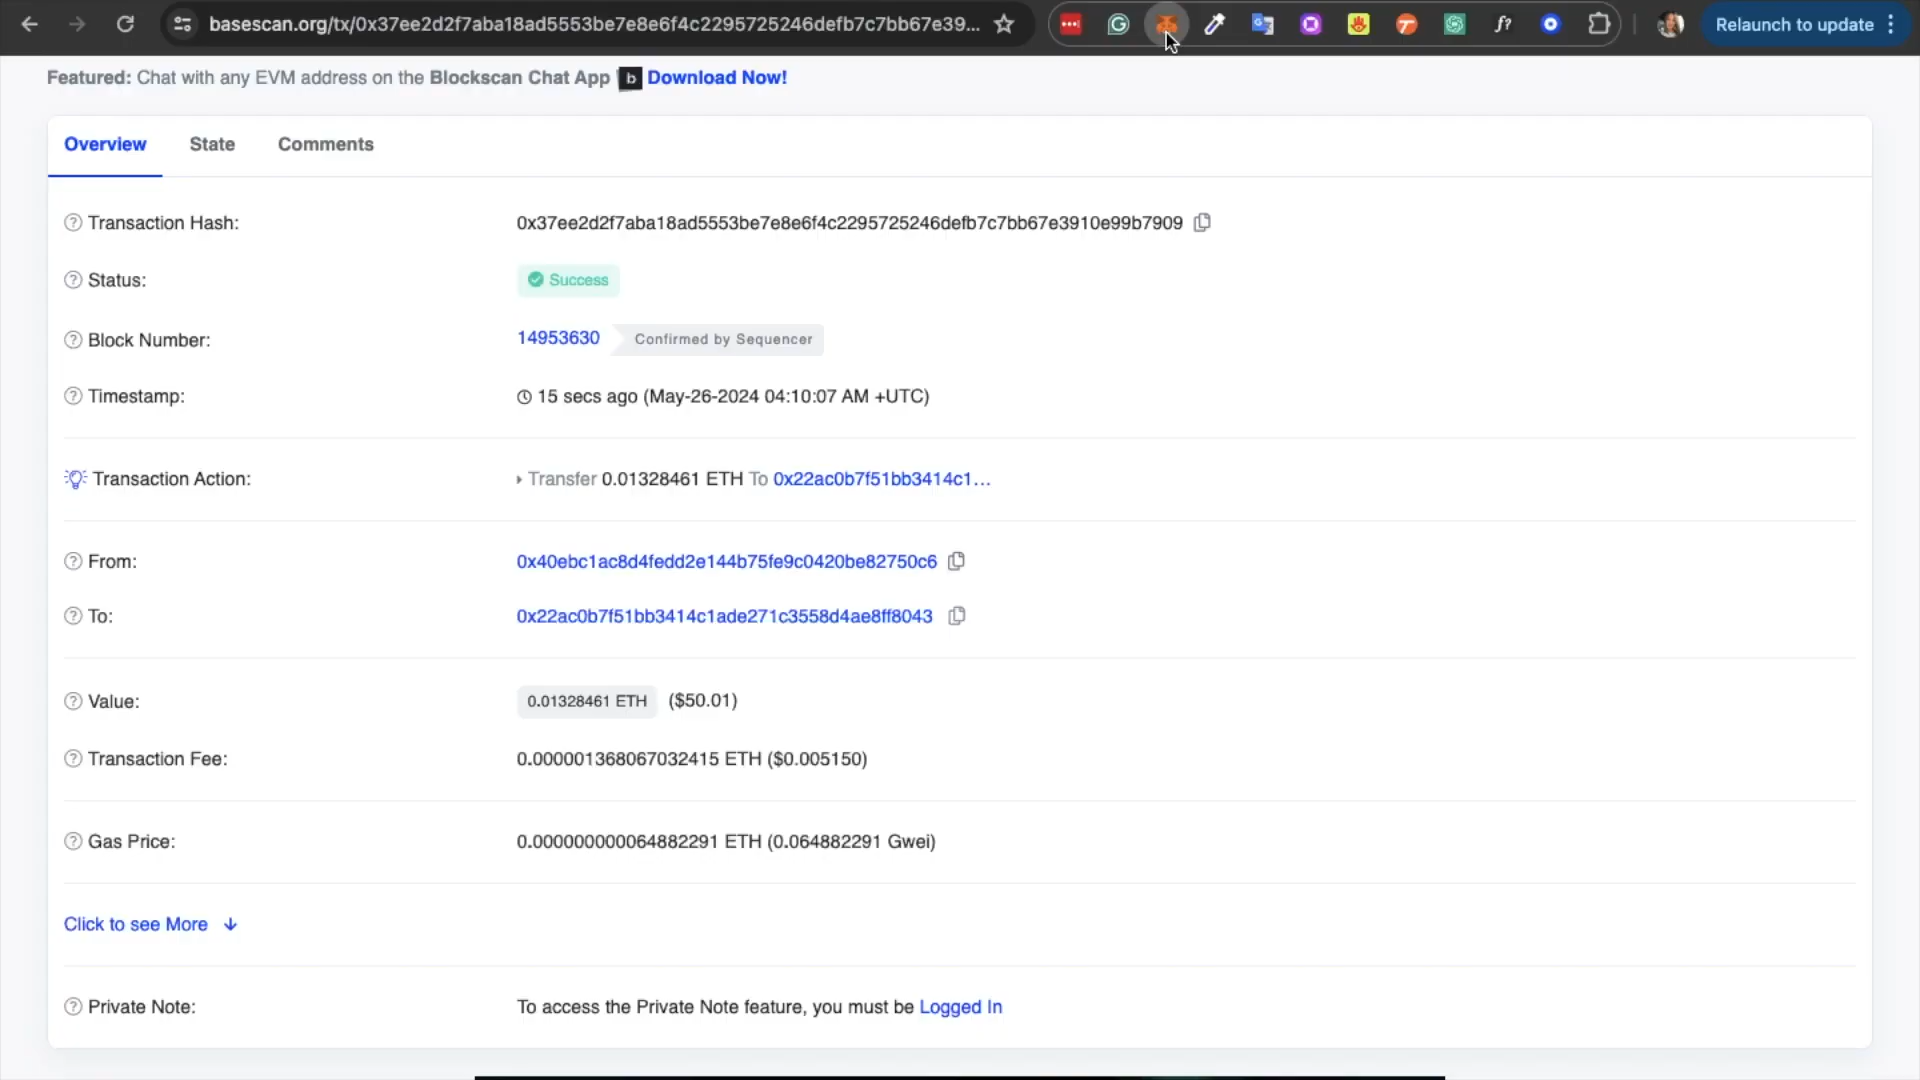 basescan.org/tx/0x37ee2d2f7aba18ad5553be7e8e6f4c2295725246defb7c7bb67e39...
Relaunch to update
Featured: Chat with any EVM address on the Blockscan Chat App b Download Now!
Overview State Comments
Transaction Hash: 0x37ee2d2f7aba18ad5553be7e8e6f4c2295725246defb7c7bb67e3910e99b7909
Status: Success
Block Number: 14953630 Confirmed by Sequencer
Timestamp: 15 secs ago (May-26-2024 04:10:07 AM +UTC)
Transaction Action: Transfer 0.01328461 ETH To 0x22ac0b7f51bb3414c1...
From: 0x40ebc1ac8d4fedd2e144b75fe9c0420be82750c6
To: 0x22ac0b7f51bb3414c1ade271c3558d4ae8ff8043
Value: 0.01328461 ETH ($50.01)
Transaction Fee: 0.000001368067032415 ETH ($0.005150)
Gas Price: 0.000000000064882291 ETH (0.064882291 Gwei)
Click to see More
Private Note: To access the Private Note feature, you must be Logged In